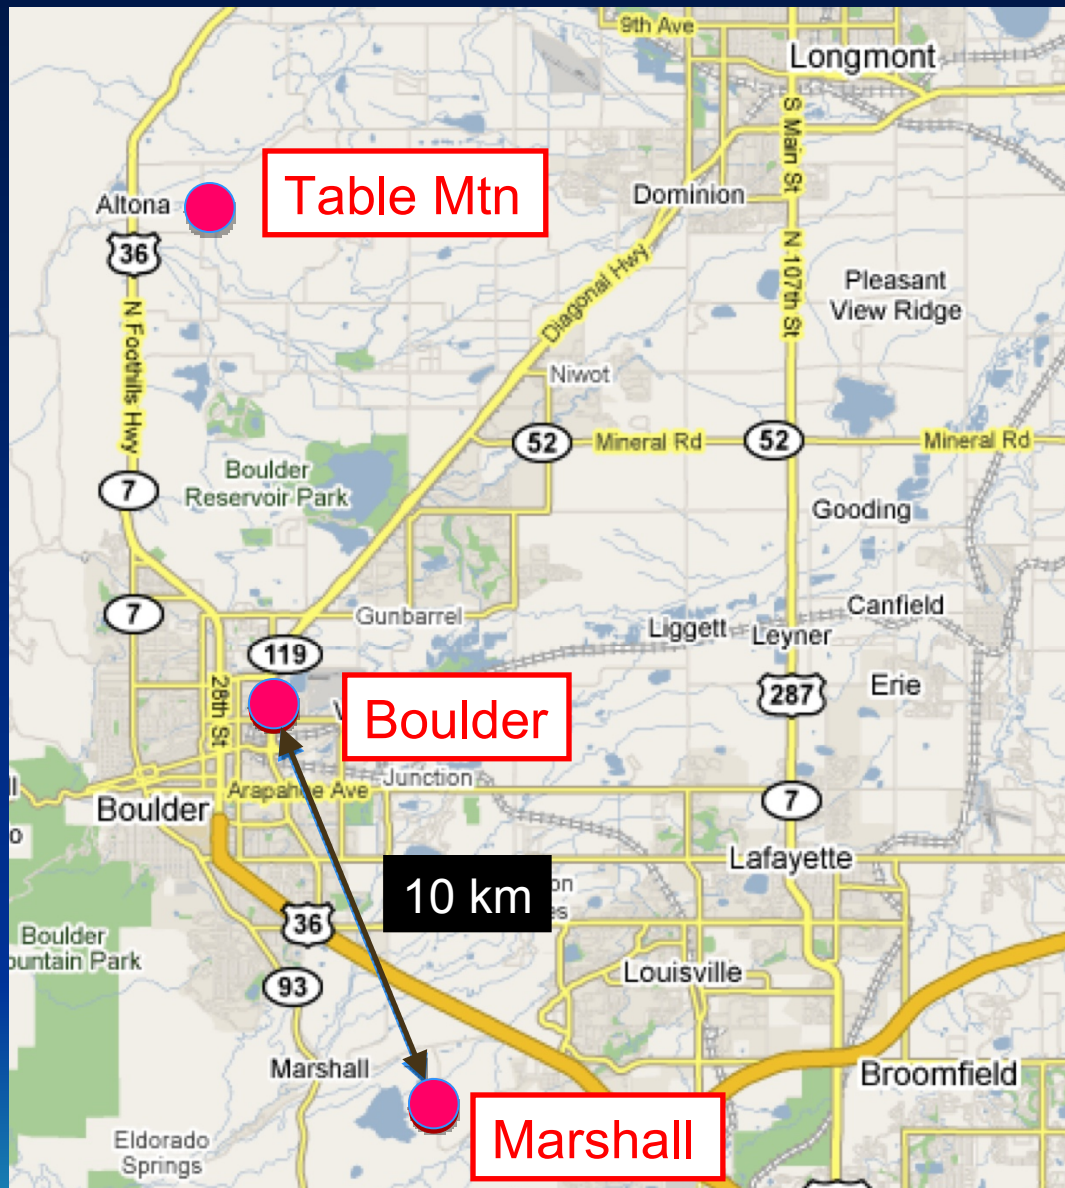 9th Ave
Longmont
S Main St
Table Mtn
Altona
Dominion
36
N 107th St
Diagonal Hwy
Pleasant
View Ridge
N Foothills Hwy
Niwot
52
Mineral Rd
52
Mineral Rd
Boulder
Reservoir Park
7
Gooding
7
Gunbarrel
Canfield
Liggett
Leyner
119
Erie
28th St
287
Boulder
Junction
Arapahoe Ave
7
Boulder
Lafayette
10 km
36
Boulder
Louisville
93
Marshall
Broomfield
Marshall
Eldorado
Springs